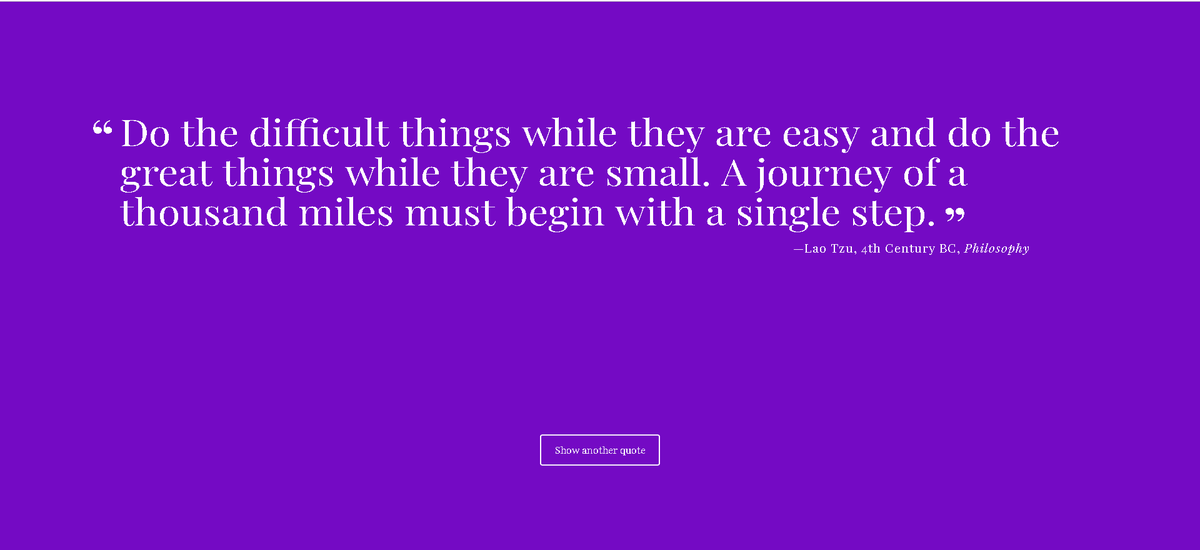 “Do the difficult things while they are easy and do the
great things while they are small. A journey of a
thousand miles must begin with a single step.”
—Lao Tzu, 4th Century BC, Philosophy
Show another quote